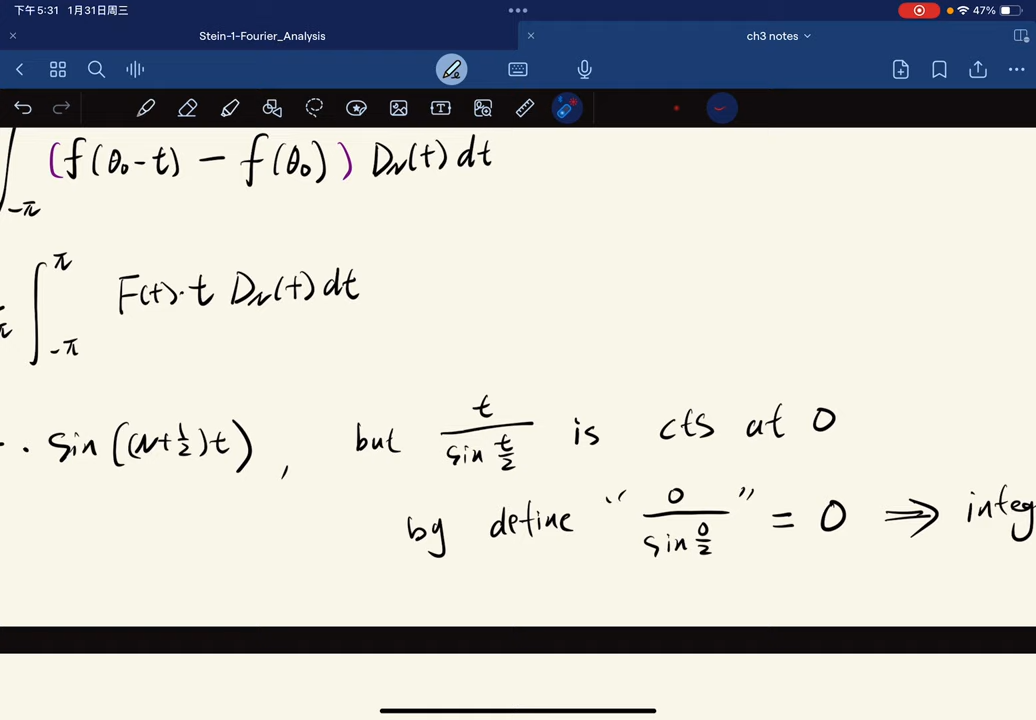 下午5:31 1月31日周三
47%
Stein-1-Fourier_Analysis
ch3 notes
∫_{-π} (f(θ₀-t) - f(θ₀)) D_N(t) dt
π ∫_{-π}^{π} F(t)·t D_N(t) dt
· sin((N+½)t), but t/(sin t/2) is cts at 0
by define "0/(sin 0/2)" = 0 ⇒ integ